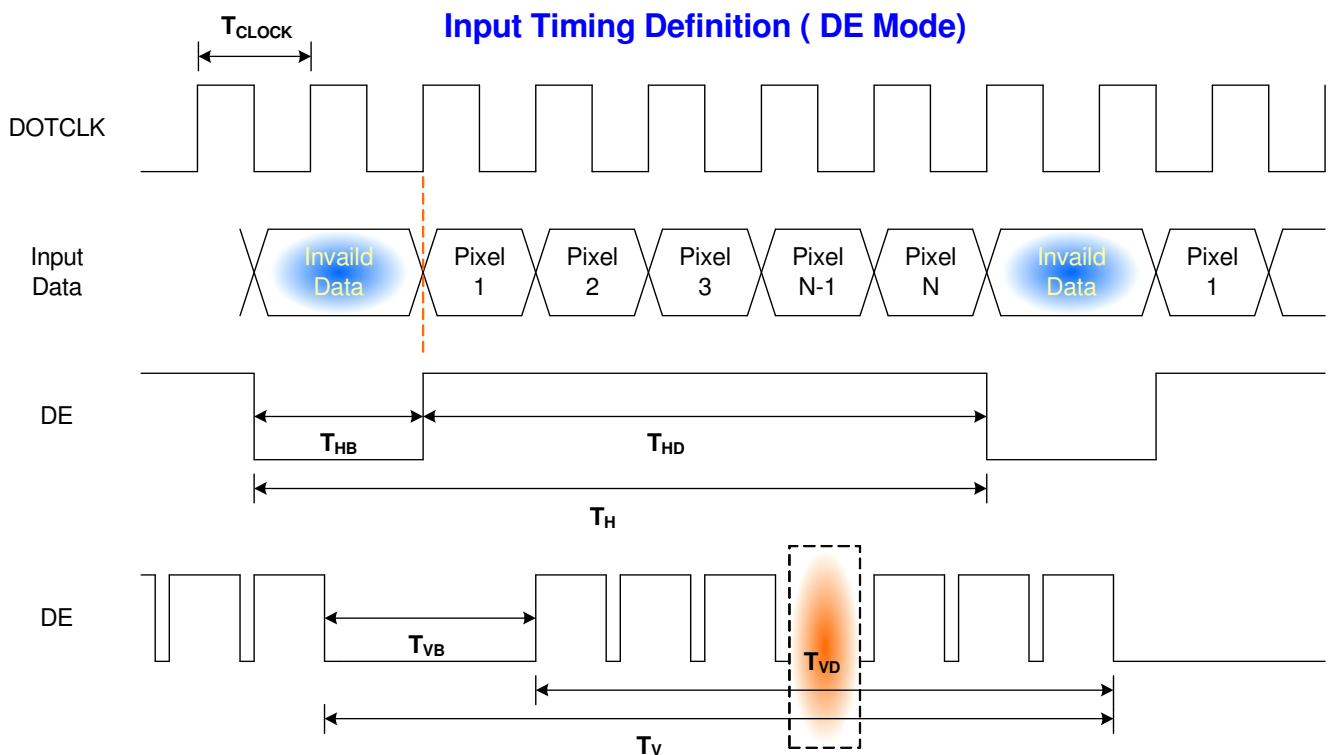 Input Timing Definition ( DE Mode)
TCLOCK
DOTCLK
Input
Data
Invaild
Data
Pixel
1
Pixel
2
Pixel
3
Pixel
N-1
Pixel
N
Invaild
Data
Pixel
1
DE
THB
THD
TH
DE
TVB
TVD
TV